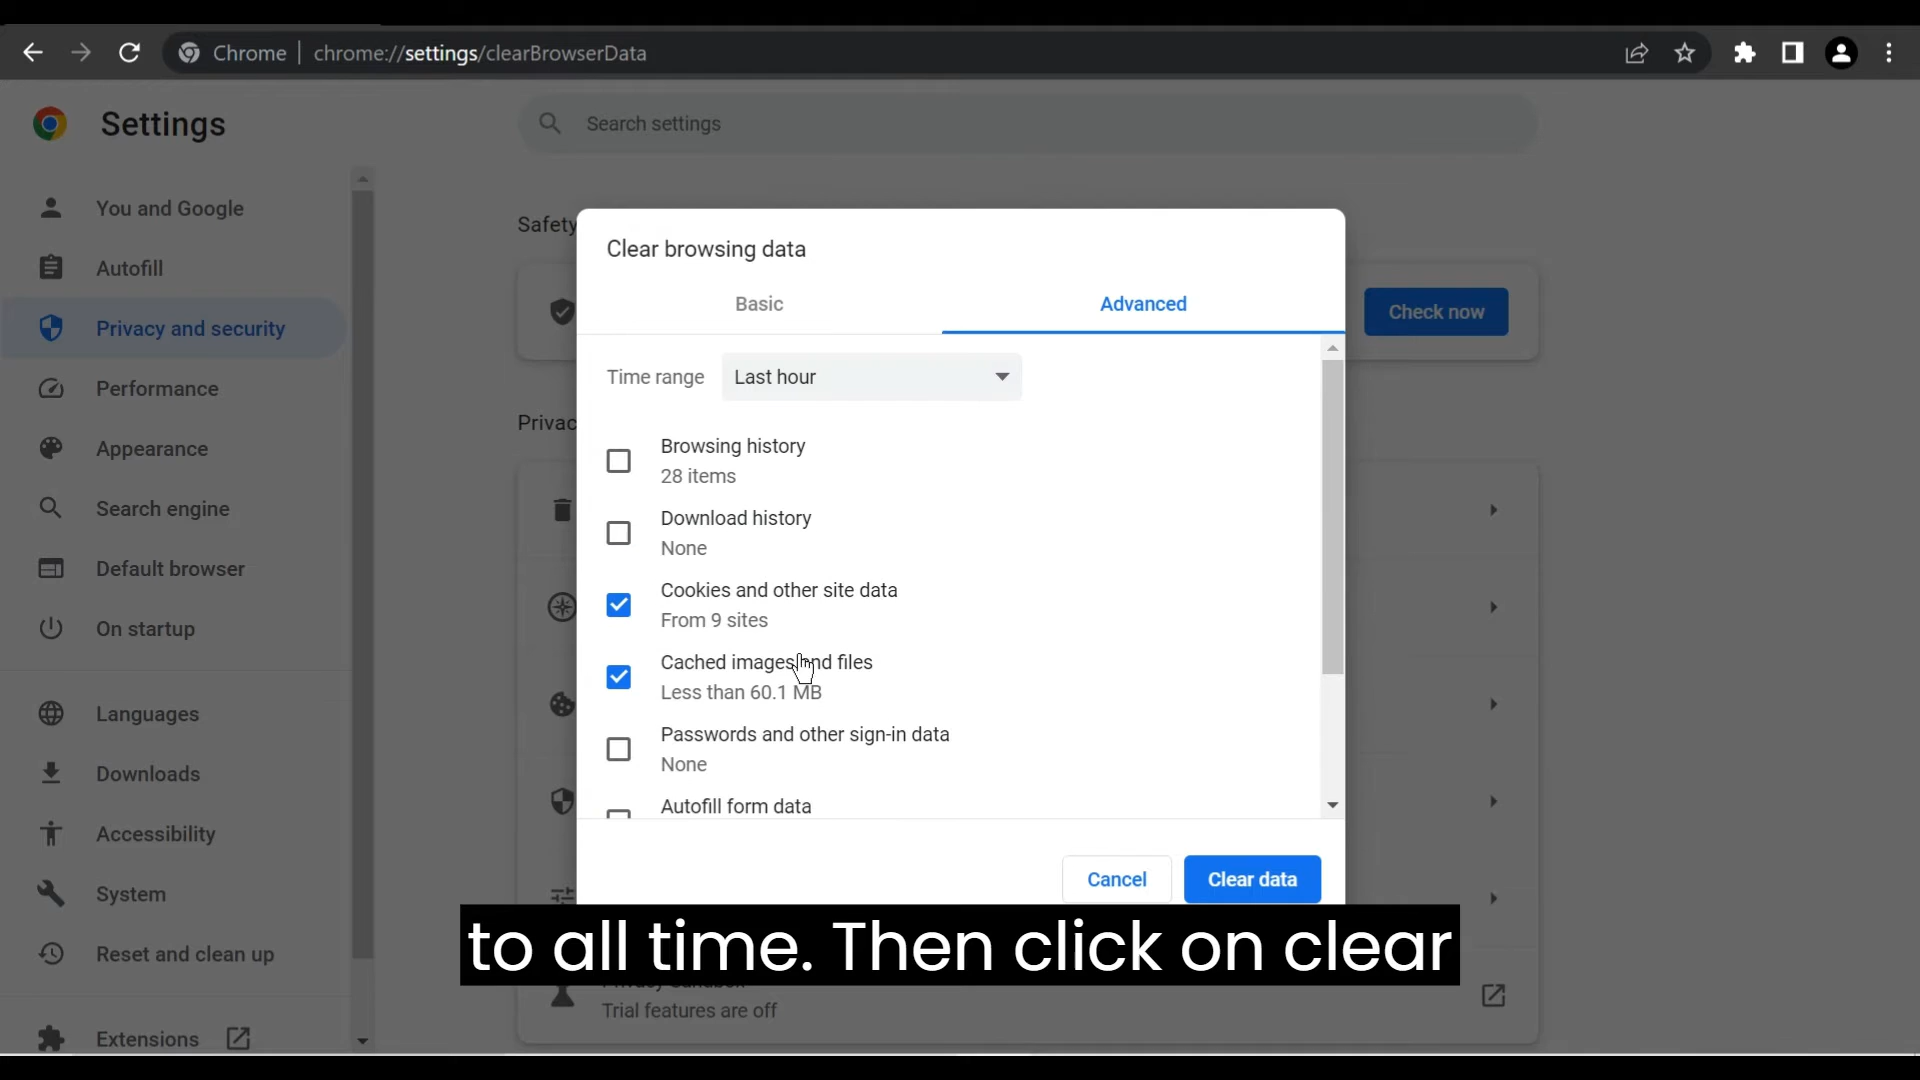 Chrome
chrome://settings/clearBrowserData
Settings
Search settings
You and Google
Autofill
Privacy and security
Performance
Appearance
Search engine
Default browser
On startup
Languages
Downloads
Accessibility
System
Reset and clean up
Extensions
Safety
Check now
Privac
Clear browsing data
Basic
Advanced
Time range
Last hour
Browsing history
28 items
Download history
None
Cookies and other site data
From 9 sites
Cached images and files
Less than 60.1 MB
Passwords and other sign-in data
None
Autofill form data
Cancel
Clear data
to all time. Then click on clear
Trial features are off